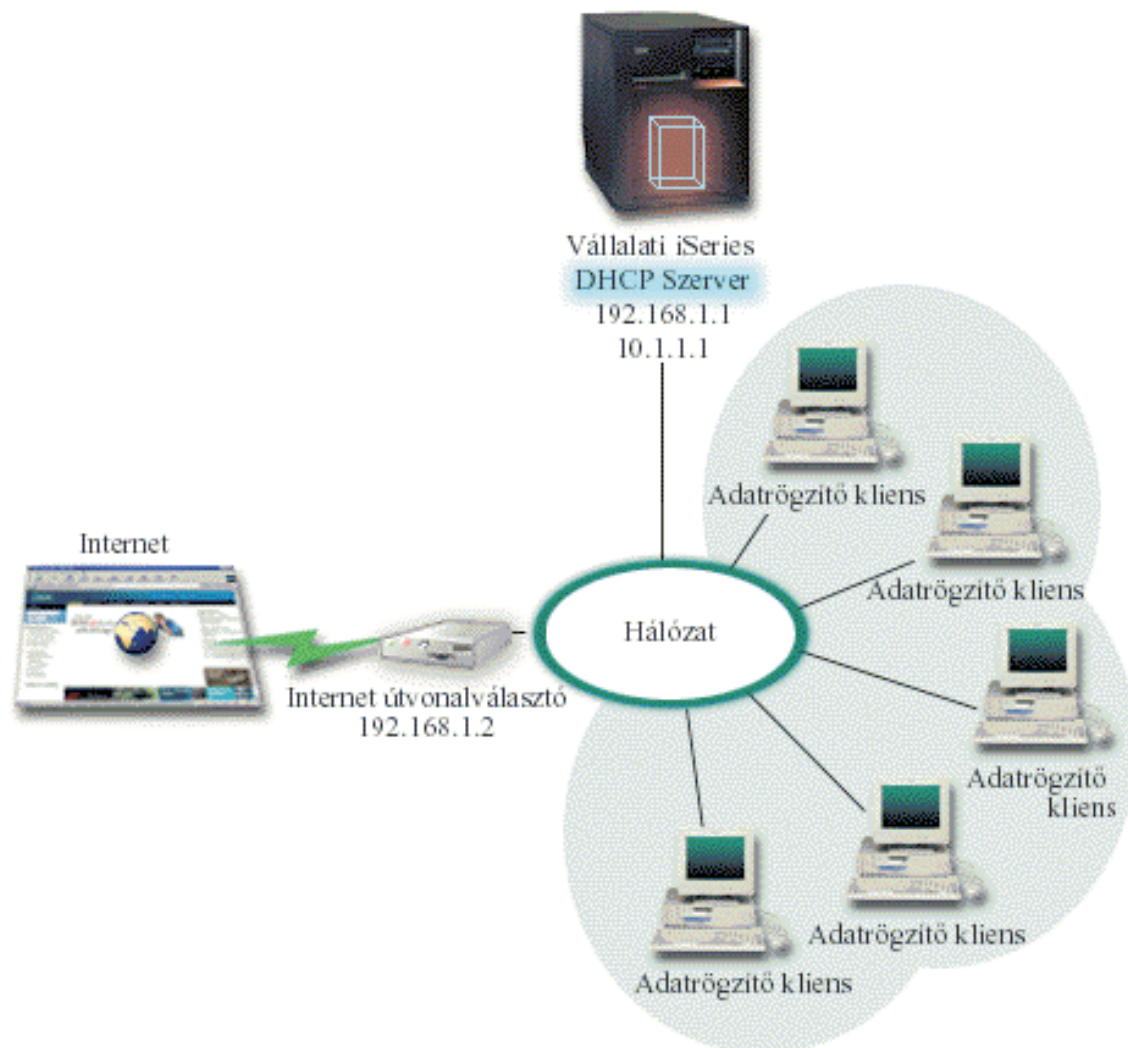 Vállalati iSeries
DHCP Szerver
192.168.1.1
10.1.1.1
Adatrögzítő kliens
Adatrögzítő kliens
Internet
Hálózat
Internet útvonalválasztó
192.168.1.2
Adatrögzítő
kliens
Adatrögzítő kliens
Adatrögzítő kliens